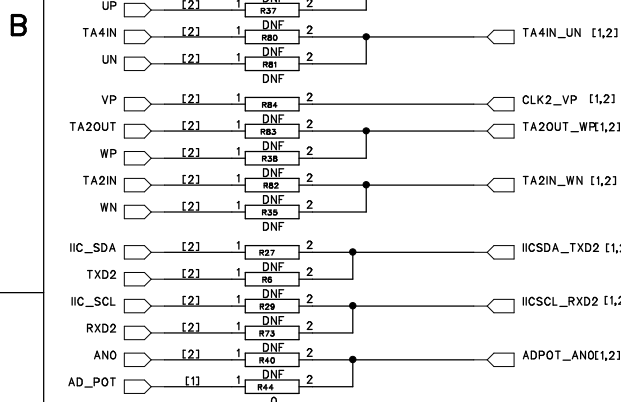 B
UP [2] 1 R37 2
DNF
TA4IN [2] 1 R80 2 TA4IN_UN [1,2]
DNF
UN [2] 1 R81 2
DNF
VP [2] 1 R84 2 CLK2_VP [1,2]
DNF
TA2OUT [2] 1 R83 2 TA2OUT_WP[1,2]
DNF
WP [2] 1 R38 2
DNF
TA2IN [2] 1 R82 2 TA2IN_WN [1,2]
DNF
WN [2] 1 R35 2
DNF
IIC_SDA [2] 1 R27 2 IICSDA_TXD2 [1,2
DNF
TXD2 [2] 1 R6 2
DNF
IIC_SCL [2] 1 R29 2 IICSCL_RXD2 [1,2
DNF
RXD2 [2] 1 R73 2
DNF
AN0 [2] 1 R40 2 ADPOT_AN0[1,2]
DNF
AD_POT [1] 1 R44 2
0